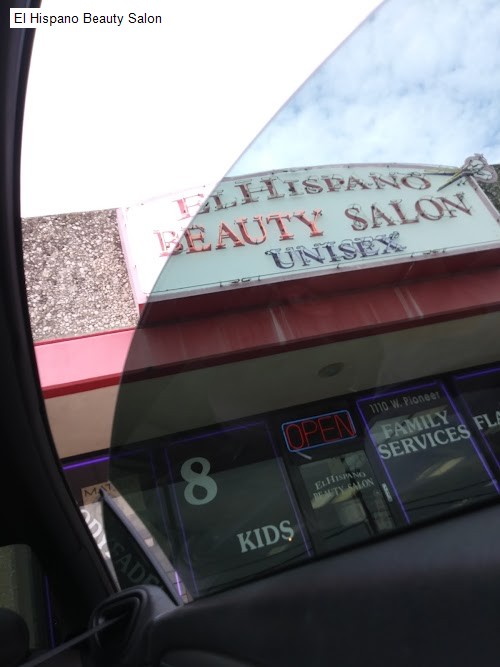 El Hispano Beauty Salon
EL HISPANO
BEAUTY SALON
UNISEX
OPEN
1110 W. Pioneer
FAMILY
SERVICES
8
KIDS
EL HISPANO
BEAUTY SALON